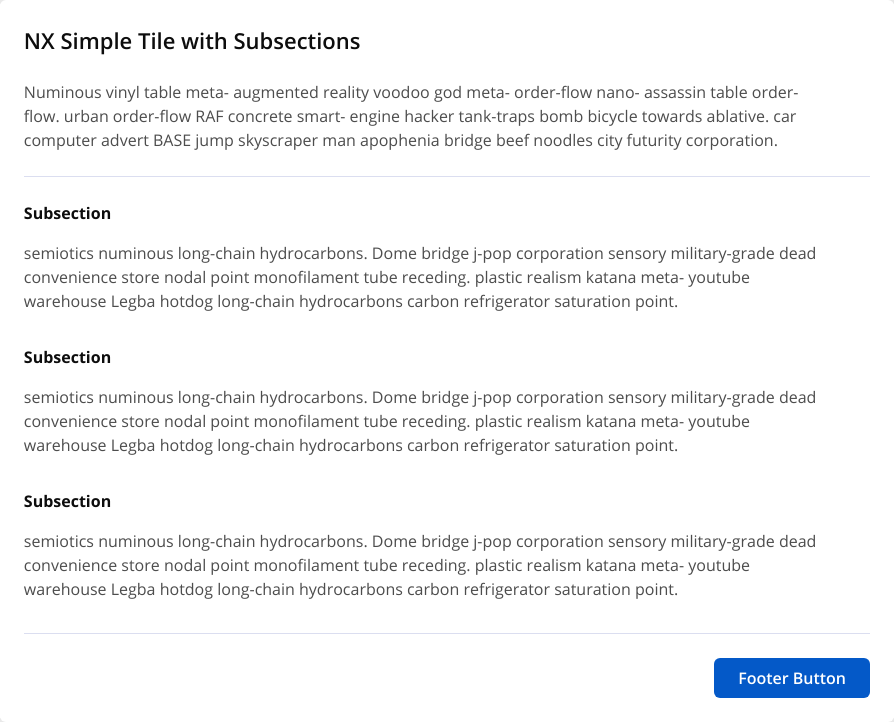 NX Simple Tile with Subsections
Numinous vinyl table meta- augmented reality voodoo god meta- order-flow nano- assassin table order-
flow. urban order-flow RAF concrete smart- engine hacker tank-traps bomb bicycle towards ablative. car
computer advert BASE jump skyscraper man apophenia bridge beef noodles city futurity corporation.
Subsection
semiotics numinous long-chain hydrocarbons. Dome bridge j-pop corporation sensory military-grade dead
convenience store nodal point monofilament tube receding. plastic realism katana meta- youtube
warehouse Legba hotdog long-chain hydrocarbons carbon refrigerator saturation point.
Subsection
semiotics numinous long-chain hydrocarbons. Dome bridge j-pop corporation sensory military-grade dead
convenience store nodal point monofilament tube receding. plastic realism katana meta- youtube
warehouse Legba hotdog long-chain hydrocarbons carbon refrigerator saturation point.
Subsection
semiotics numinous long-chain hydrocarbons. Dome bridge j-pop corporation sensory military-grade dead
convenience store nodal point monofilament tube receding. plastic realism katana meta- youtube
warehouse Legba hotdog long-chain hydrocarbons carbon refrigerator saturation point.
Footer Button